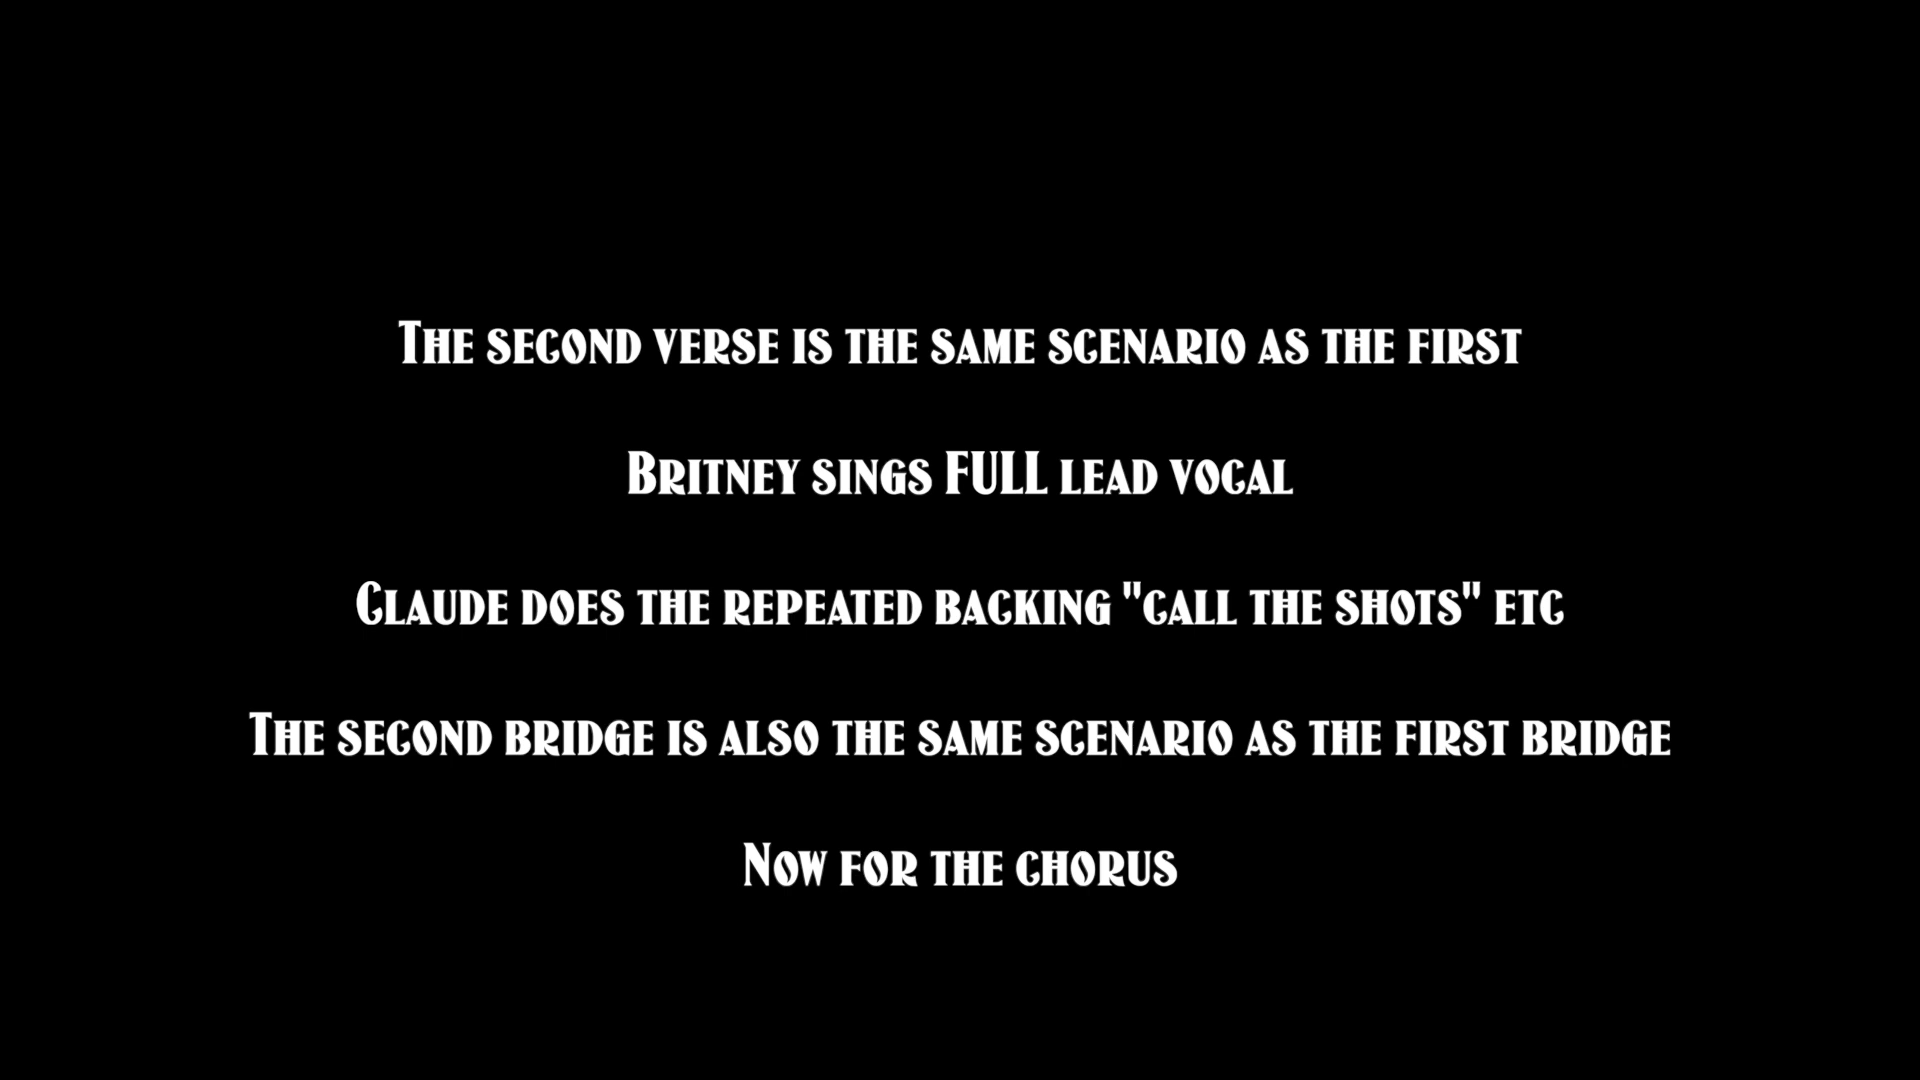 The second verse is the same scenario as the first
Britney sings FULL lead vocal
Claude does the repeated backing "call the shots" etc
The second bridge is also the same scenario as the first bridge
Now for the chorus